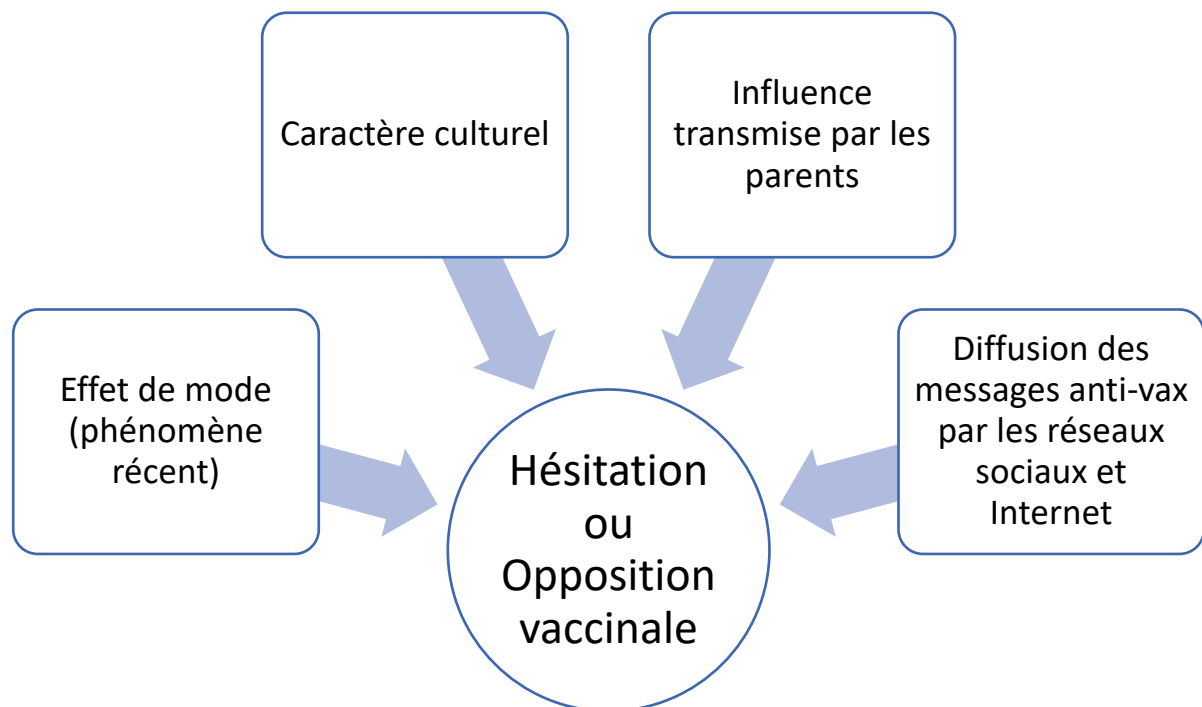 Caractère culturel
Influence
transmise par les
parents
Effet de mode
(phénomène
récent)
Diffusion des
messages anti-vax
par les réseaux
sociaux et
Internet
Hésitation
ou
Opposition
vaccinale